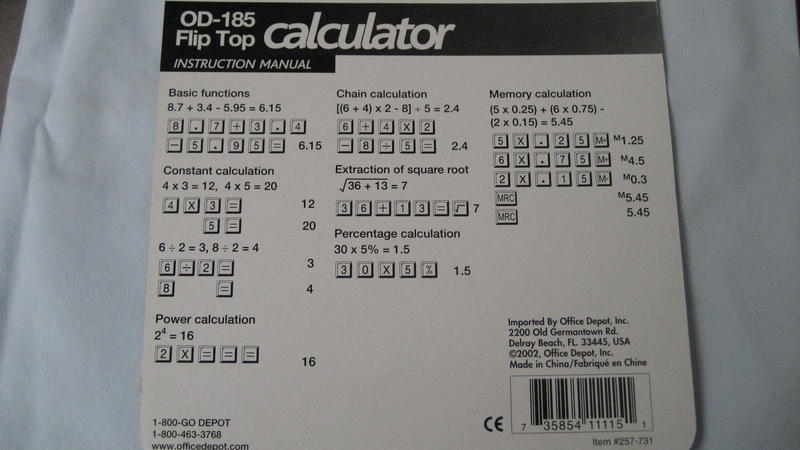 OD-185
Flip Top calculator
INSTRUCTION MANUAL
Basic functions
8.7 + 3.4 - 5.95 = 6.15
8 . 7 + 3 . 4
− 5 . 9 5 = 6.15
Constant calculation
4 x 3 = 12, 4 x 5 = 20
4 X 3 = 12
5 = 20
6 ÷ 2 = 3, 8 ÷ 2 = 4
6 ÷ 2 = 3
8 = 4
Power calculation
2⁴ = 16
2 X = = = 16
1-800-GO DEPOT
1-800-463-3768
www.officedepot.com
Chain calculation
[(6 + 4) x 2 - 8] ÷ 5 = 2.4
6 + 4 X 2
− 8 ÷ 5 = 2.4
Extraction of square root
√36 + 13 = 7
3 6 + 1 3 = √ 7
Percentage calculation
30 x 5% = 1.5
3 0 X 5 % 1.5
Memory calculation
(5 x 0.25) + (6 x 0.75) -
(2 x 0.15) = 5.45
5 X . 2 5 M+ M1.25
6 X . 7 5 M+ M4.5
2 X . 1 5 M- M0.3
MRC M5.45
MRC 5.45
Imported By Office Depot, Inc.
2200 Old Germantown Rd.
Delray Beach, FL 33445, USA
©2002, Office Depot, Inc.
Made in China/Fabriqué en Chine
CE
7 35854 11115 1
Item #257-731